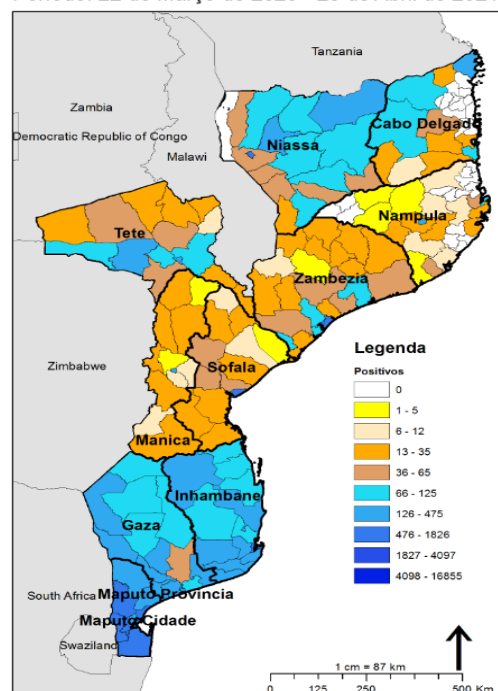 Tanzania
Zambia
Cabo Delgado
Democratic Republic of Congo
Niassa
Malawi
Nampula
Tete
Zambezia
Zimbabwe
Sofala
Manica
Inhambane
Gaza
South Africa
Maputo Provincia
Maputo Cidade
Swaziland
Legenda
Positivos
0
1 - 5
6 - 12
13 - 35
36 - 65
66 - 125
126 - 475
476 - 1826
1827 - 4097
4098 - 16855
1 cm = 87 km
0 125 250 500 Km